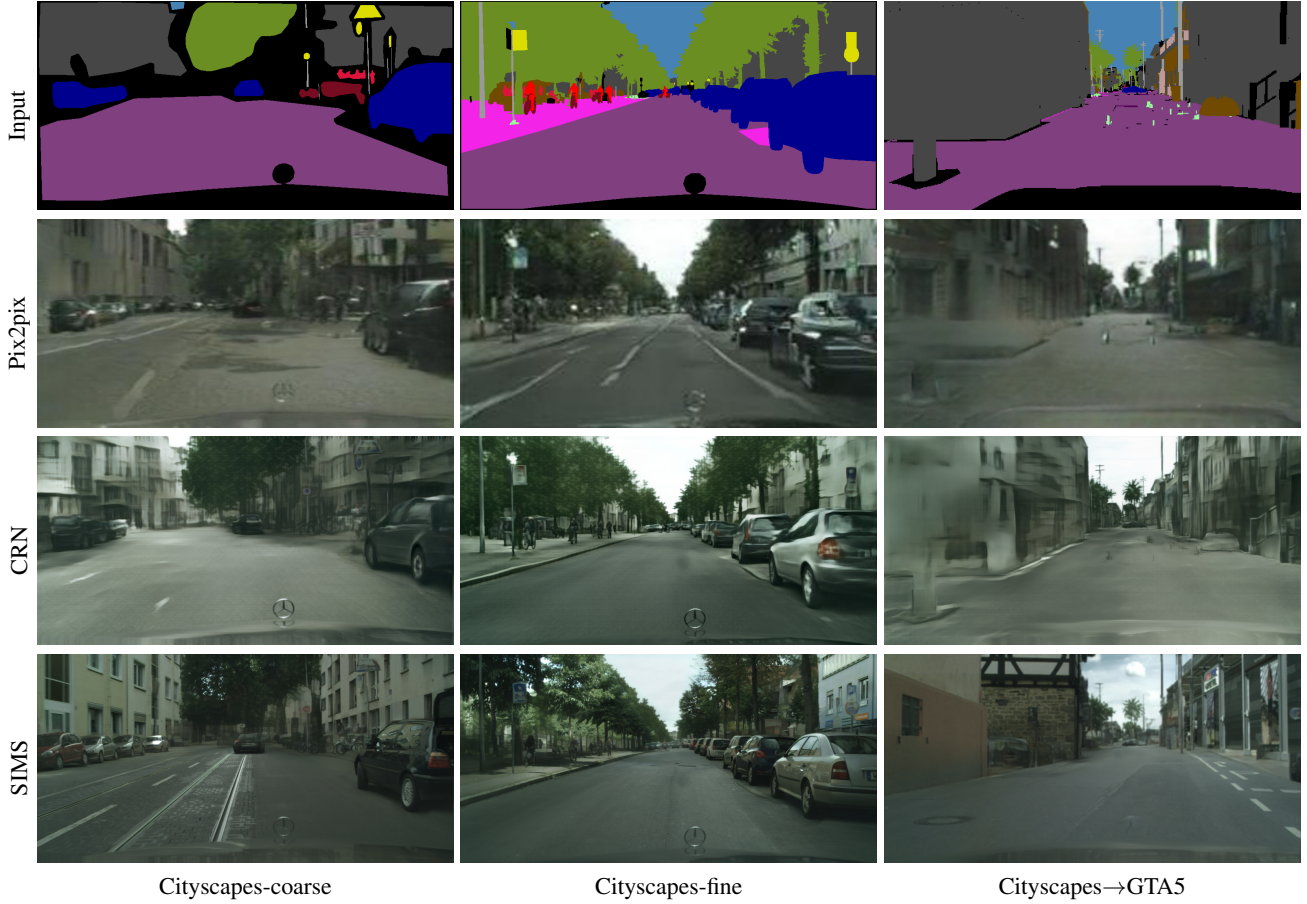 Input
Pix2pix
CRN
SIMS
Cityscapes-coarse
Cityscapes-fine
Cityscapes→GTA5